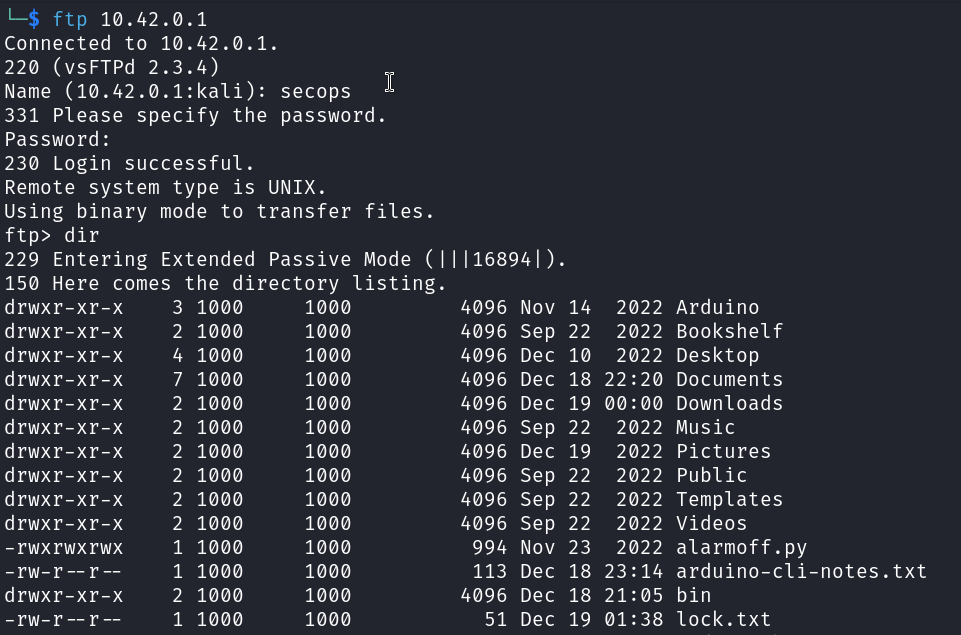 └─$ ftp 10.42.0.1
Connected to 10.42.0.1.
220 (vsFTPd 2.3.4)
Name (10.42.0.1:kali): secops
331 Please specify the password.
Password:
230 Login successful.
Remote system type is UNIX.
Using binary mode to transfer files.
ftp> dir
229 Entering Extended Passive Mode (|||16894|).
150 Here comes the directory listing.
drwxr-xr-x    3 1000     1000         4096 Nov 14  2022 Arduino
drwxr-xr-x    2 1000     1000         4096 Sep 22  2022 Bookshelf
drwxr-xr-x    4 1000     1000         4096 Dec 10  2022 Desktop
drwxr-xr-x    7 1000     1000         4096 Dec 18 22:20 Documents
drwxr-xr-x    2 1000     1000         4096 Dec 19 00:00 Downloads
drwxr-xr-x    2 1000     1000         4096 Sep 22  2022 Music
drwxr-xr-x    2 1000     1000         4096 Dec 19  2022 Pictures
drwxr-xr-x    2 1000     1000         4096 Sep 22  2022 Public
drwxr-xr-x    2 1000     1000         4096 Sep 22  2022 Templates
drwxr-xr-x    2 1000     1000         4096 Sep 22  2022 Videos
-rwxrwxrwx    1 1000     1000          994 Nov 23  2022 alarmoff.py
-rw-r--r--    1 1000     1000          113 Dec 18 23:14 arduino-cli-notes.txt
drwxr-xr-x    2 1000     1000         4096 Dec 18 21:05 bin
-rw-r--r--    1 1000     1000           51 Dec 19 01:38 lock.txt